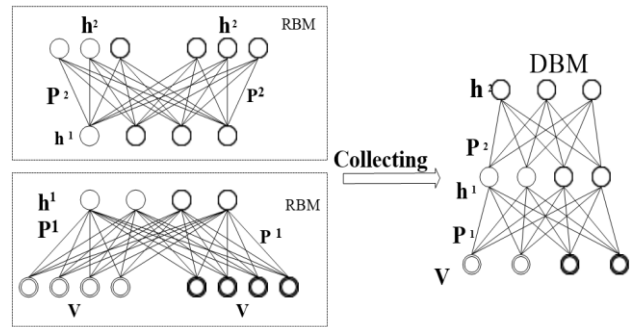 h² h² RBM
P² P²
h¹
h¹ RBM
P¹ P¹
V V
Collecting
DBM
h²
P²
h¹
P¹
V